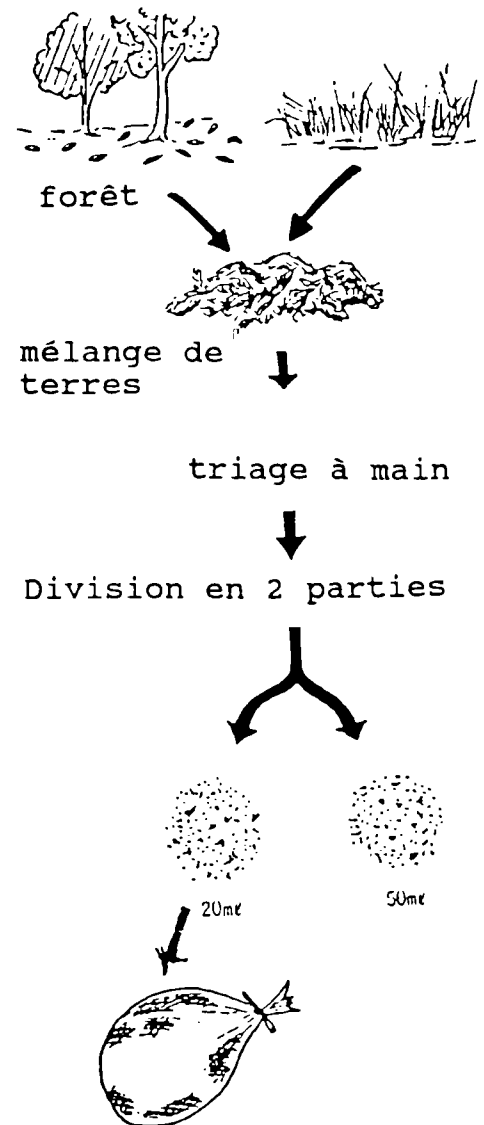 forêt
mélange de
terres
triage à main
Division en 2 parties
20ml
50ml